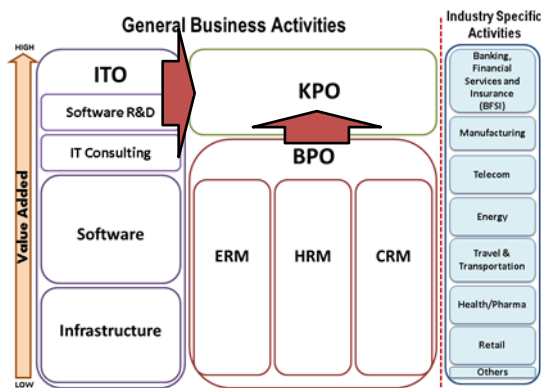 General Business Activities
Industry Specific
Activities
HIGH
Value Added
LOW
ITO
Software R&D
IT Consulting
Software
Infrastructure
KPO
BPO
ERM
HRM
CRM
Banking,
Financial
Services and
Insurance
(BFSI)
Manufacturing
Telecom
Energy
Travel &
Transportation
Health/Pharma
Retail
Others